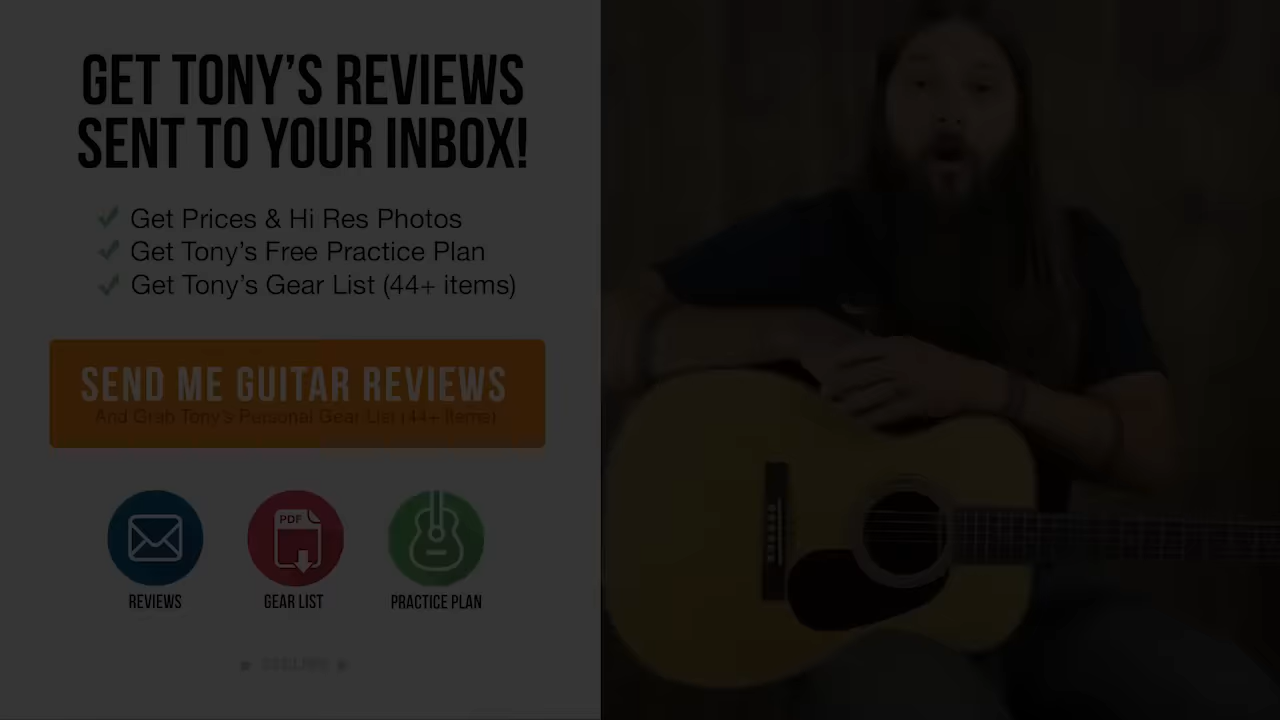 GET TONY'S REVIEWS
SENT TO YOUR INBOX!
Get Prices & Hi Res Photos
Get Tony's Free Practice Plan
Get Tony's Gear List (44+ items)
SEND ME GUITAR REVIEWS
And Grab Tony's Personal Gear List (44+ Items)
PDF
REVIEWS
GEAR LIST
PRACTICE PLAN